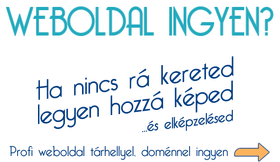 WEBOLDAL INGYEN?
Ha nincs rá kereted
legyen hozzá képed
...és elképzelésed
Profi weboldal tárhellyel, doménnel ingyen